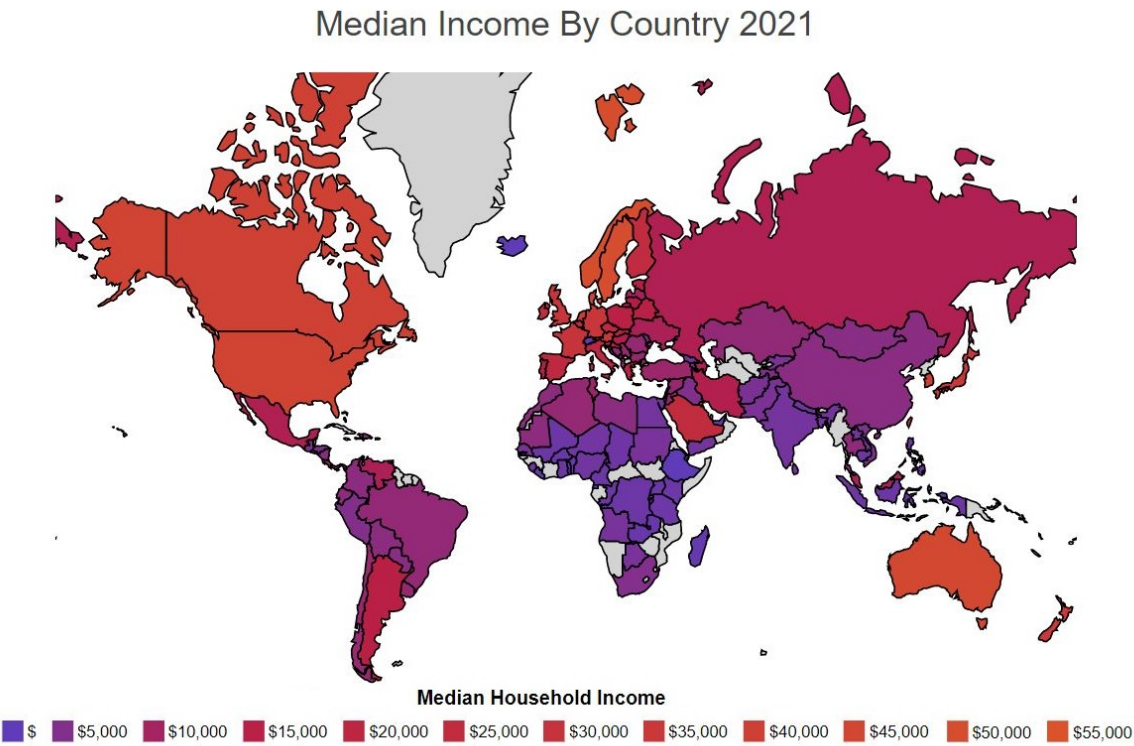 Median Income By Country 2021
Median Household Income
$ $5,000 $10,000 $15,000 $20,000 $25,000 $30,000 $35,000 $40,000 $45,000 $50,000 $55,000